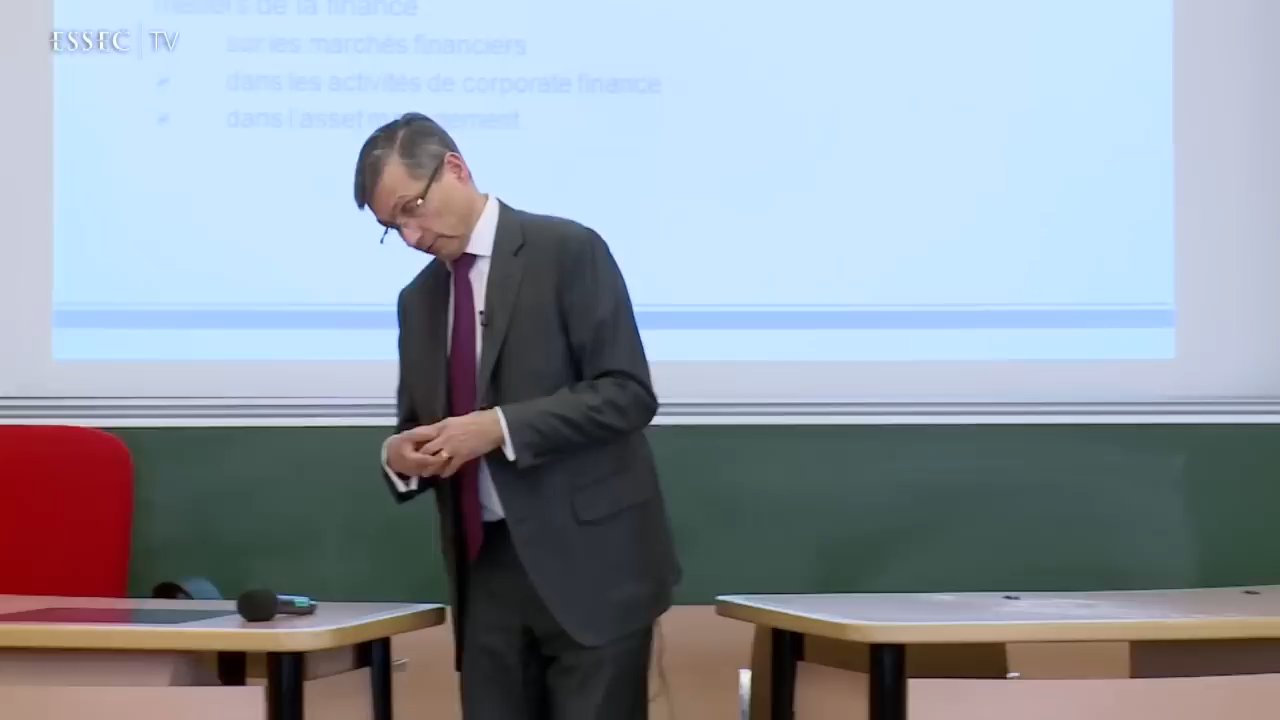 métiers de la finance
ESSEC TV
sur les marchés financiers
dans les activités de corporate finance
dans l'asset management